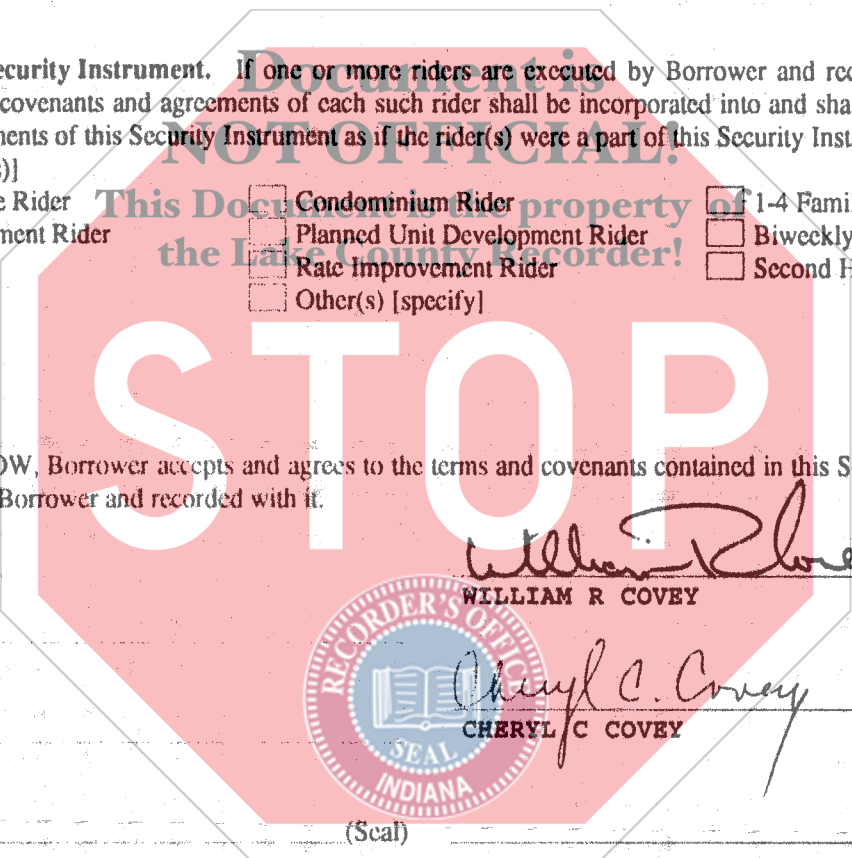 Document is
ecurity Instrument. If one or more riders are executed by Borrower and rec
covenants and agreements of each such rider shall be incorporated into and sha
NOT OFFICIAL!
nents of this Security Instrument as if the rider(s) were a part of this Security Inst
)]
e Rider
Condominium Rider
1-4 Famil
This Document is the property of
ment Rider
Planned Unit Development Rider
Biweekly
the Lake County Recorder!
Rate Improvement Rider
Second H
Other(s) [specify]
STOP
OW, Borrower accepts and agrees to the terms and covenants contained in this S
Borrower and recorded with it.
William R Cove
WILLIAM R COVEY
RECORDER'S OFFICE
Cheryl C. Covey
CHERYL C COVEY
SEAL
INDIANA
(Seal)